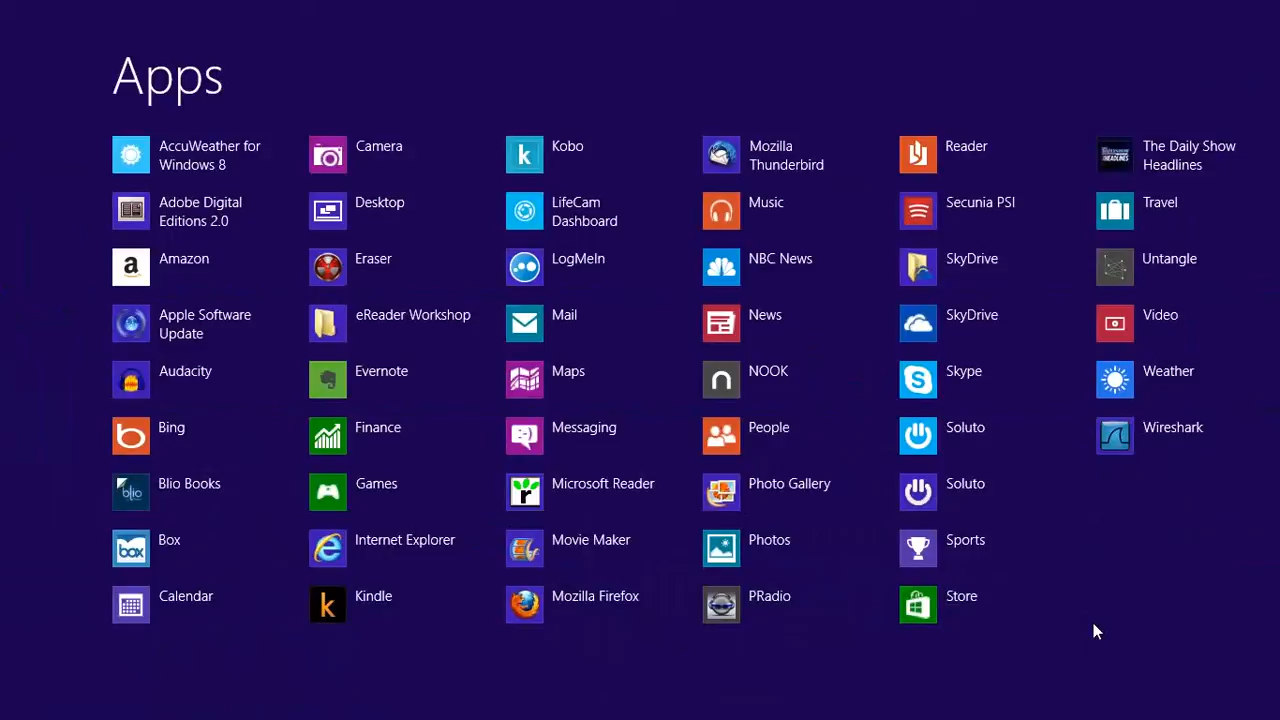 Apps
AccuWeather for
Windows 8
Adobe Digital
Editions 2.0
Amazon
Apple Software
Update
Audacity
Bing
Blio Books
Box
Calendar
Camera
Desktop
Eraser
eReader Workshop
Evernote
Finance
Games
Internet Explorer
Kindle
Kobo
LifeCam
Dashboard
LogMeIn
Mail
Maps
Messaging
Microsoft Reader
Movie Maker
Mozilla Firefox
Mozilla
Thunderbird
Music
NBC News
News
NOOK
People
Photo Gallery
Photos
PRadio
Reader
Secunia PSI
SkyDrive
SkyDrive
Skype
Soluto
Soluto
Sports
Store
The Daily Show
Headlines
Travel
Untangle
Video
Weather
Wireshark